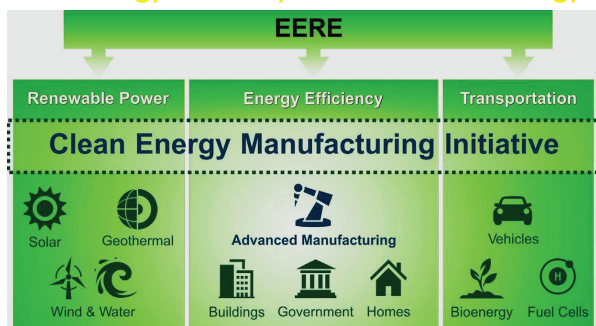 EERE
Renewable Power
Energy Efficiency
Transportation
Clean Energy Manufacturing Initiative
Solar
Geothermal
Advanced Manufacturing
Vehicles
Wind & Water
Buildings
Government
Homes
Bioenergy
Fuel Cells
H